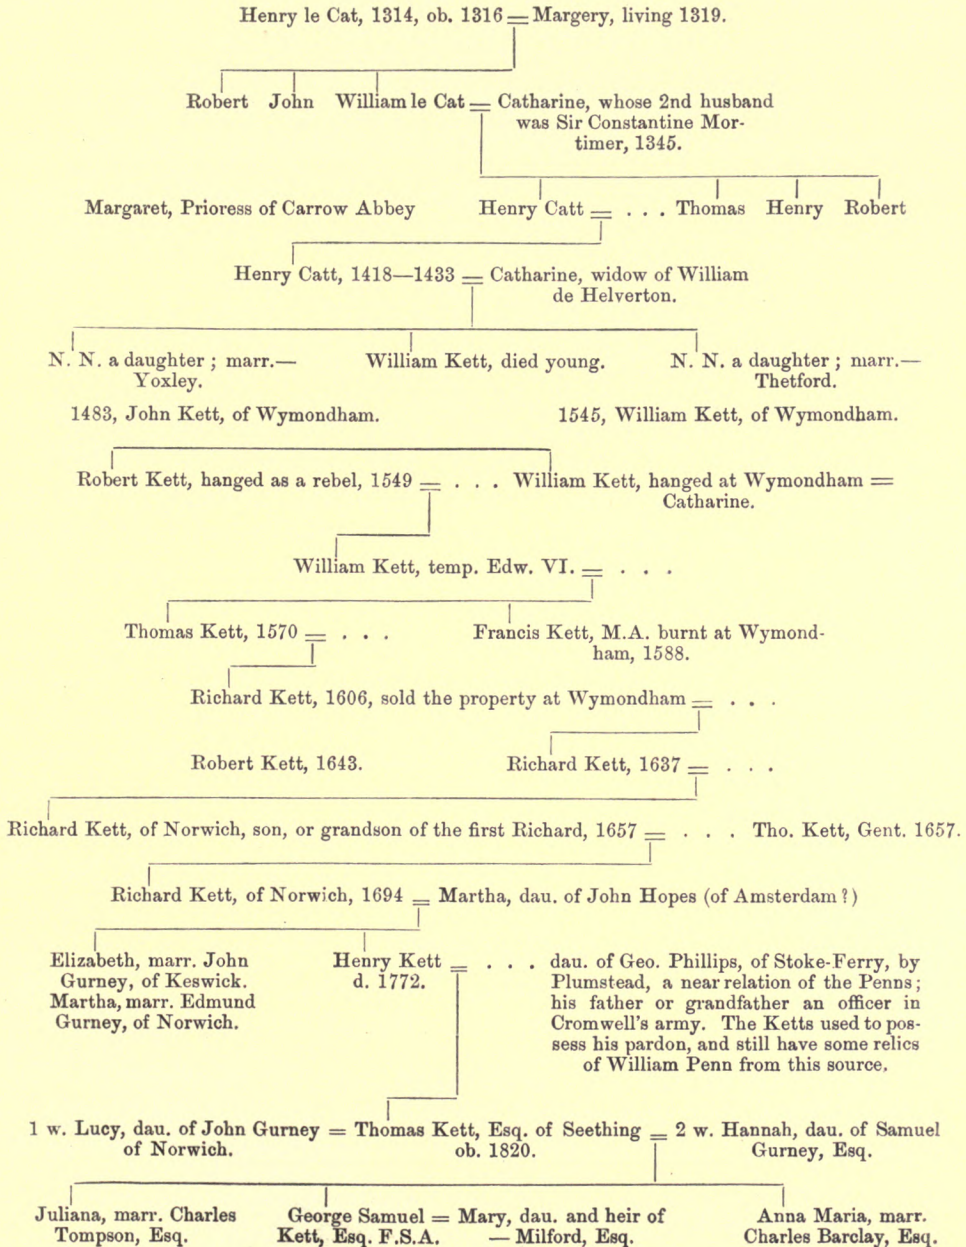 Henry le Cat, 1314, ob. 1316 = Margery, living 1319.
Robert John William le Cat = Catharine, whose 2nd husband
was Sir Constantine Mor-
timer, 1345.
Margaret, Prioress of Carrow Abbey Henry Catt = . . . Thomas Henry Robert
Henry Catt, 1418—1433 = Catharine, widow of William
de Helverton.
N. N. a daughter ; marr.—
Yoxley.
William Kett, died young.
N. N. a daughter ; marr.—
Thetford.
1483, John Kett, of Wymondham. 1545, William Kett, of Wymondham.
Robert Kett, hanged as a rebel, 1549 = . . . William Kett, hanged at Wymondham =
Catharine.
William Kett, temp. Edw. VI. = . . .
Thomas Kett, 1570 = . . .
Francis Kett, M.A. burnt at Wymond-
ham, 1588.
Richard Kett, 1606, sold the property at Wymondham = . . .
Robert Kett, 1643. Richard Kett, 1637 = . . .
Richard Kett, of Norwich, son, or grandson of the first Richard, 1657 = . . . Tho. Kett, Gent. 1657.
Richard Kett, of Norwich, 1694 = Martha, dau. of John Hopes (of Amsterdam ?)
Elizabeth, marr. John
Gurney, of Keswick.
Martha, marr. Edmund
Gurney, of Norwich.
Henry Kett = . . .
d. 1772.
dau. of Geo. Phillips, of Stoke-Ferry, by
Plumstead, a near relation of the Penns ;
his father or grandfather an officer in
Cromwell's army. The Ketts used to pos-
sess his pardon, and still have some relics
of William Penn from this source.
1 w. Lucy, dau. of John Gurney = Thomas Kett, Esq. of Seething = 2 w. Hannah, dau. of Samuel
of Norwich. ob. 1820. Gurney, Esq.
Juliana, marr. Charles
Tompson, Esq.
George Samuel = Mary, dau. and heir of
Kett, Esq. F.S.A. — Milford, Esq.
Anna Maria, marr.
Charles Barclay, Esq.